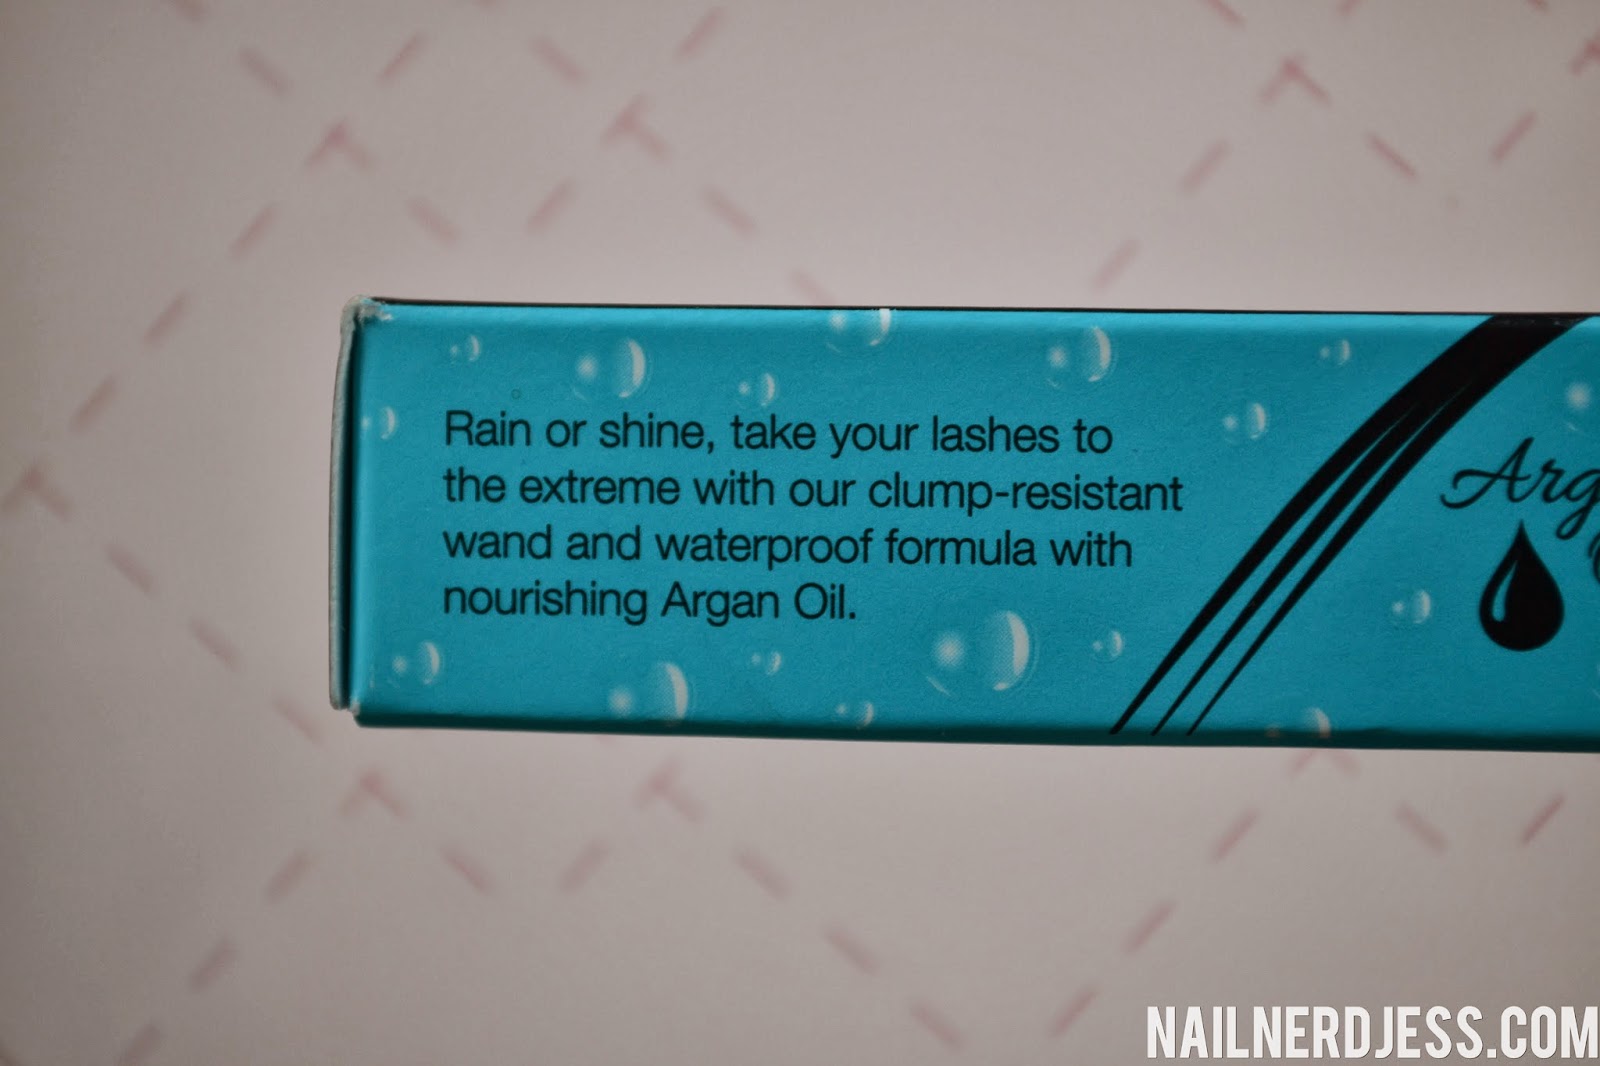 Rain or shine, take your lashes to
the extreme with our clump-resistant
wand and waterproof formula with
nourishing Argan Oil.
Arg
NAILNERDJESS.COM